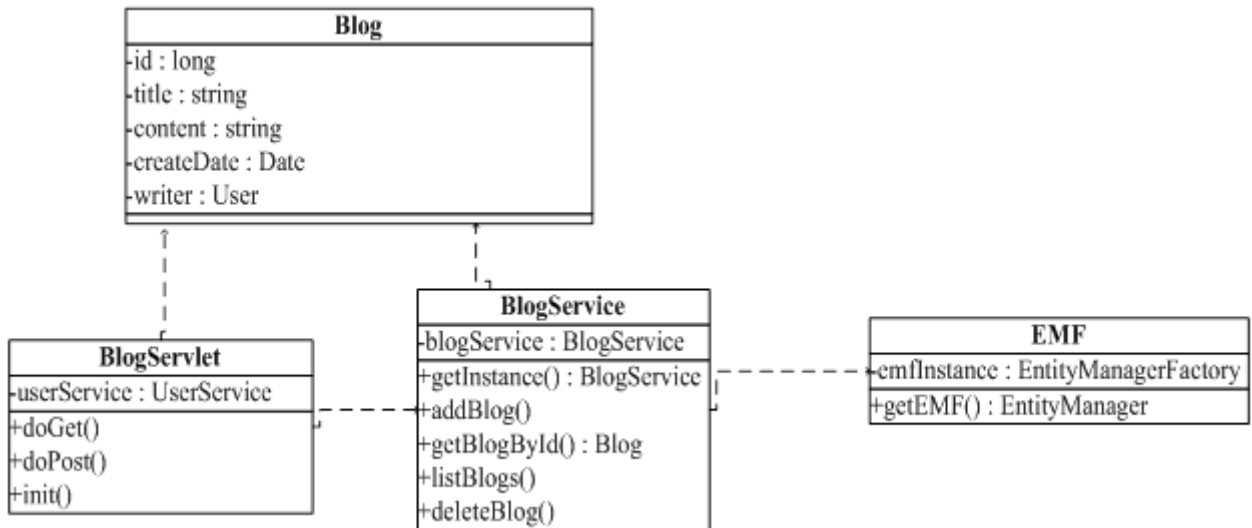 Blog
-id : long
-title : string
-content : string
-createDate : Date
-writer : User
BlogServlet
-userService : UserService
+doGet()
+doPost()
+init()
BlogService
-blogService : BlogService
+getInstance() : BlogService
+addBlog()
+getBlogById() : Blog
+listBlogs()
+deleteBlog()
EMF
-emfInstance : EntityManagerFactory
+getEMF() : EntityManager